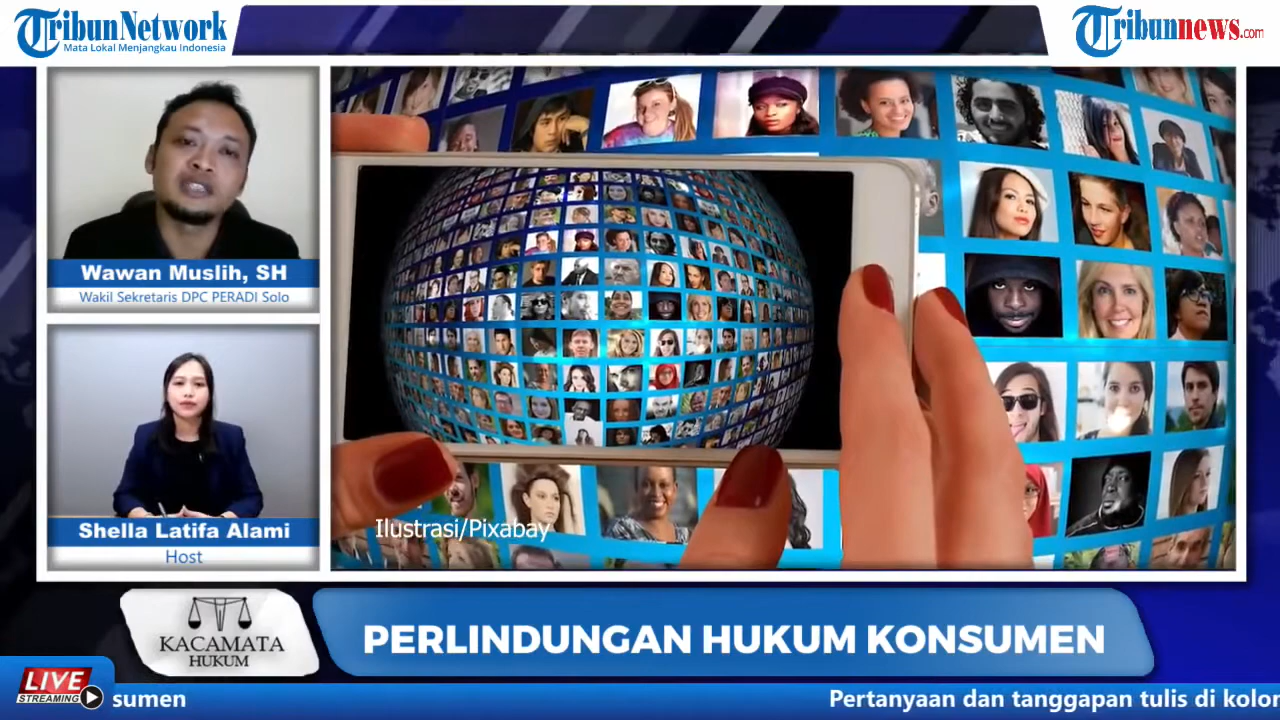 TribunNetwork
Mata Lokal Menjangkau Indonesia
Tribunnews.com
Wawan Muslih, SH
Wakil Sekretaris DPC PERADI Solo
Shella Latifa Alami
Host
Ilustrasi/Pixabay
KACAMATA
HUKUM
PERLINDUNGAN HUKUM KONSUMEN
LIVE
STREAMING
sumen
Pertanyaan dan tanggapan tulis di kolor